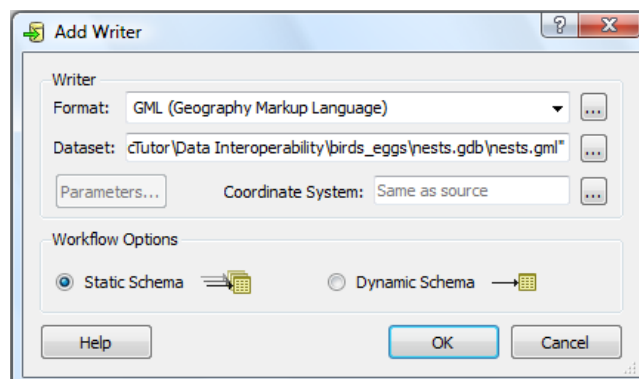 Add Writer
?
Writer
Format: GML (Geography Markup Language) ...
Dataset: cTutor\Data Interoperability\birds_eggs\nests.gdb\nests.gml" ...
Parameters... Coordinate System: Same as source ...
Workflow Options
Static Schema Dynamic Schema
Help OK Cancel